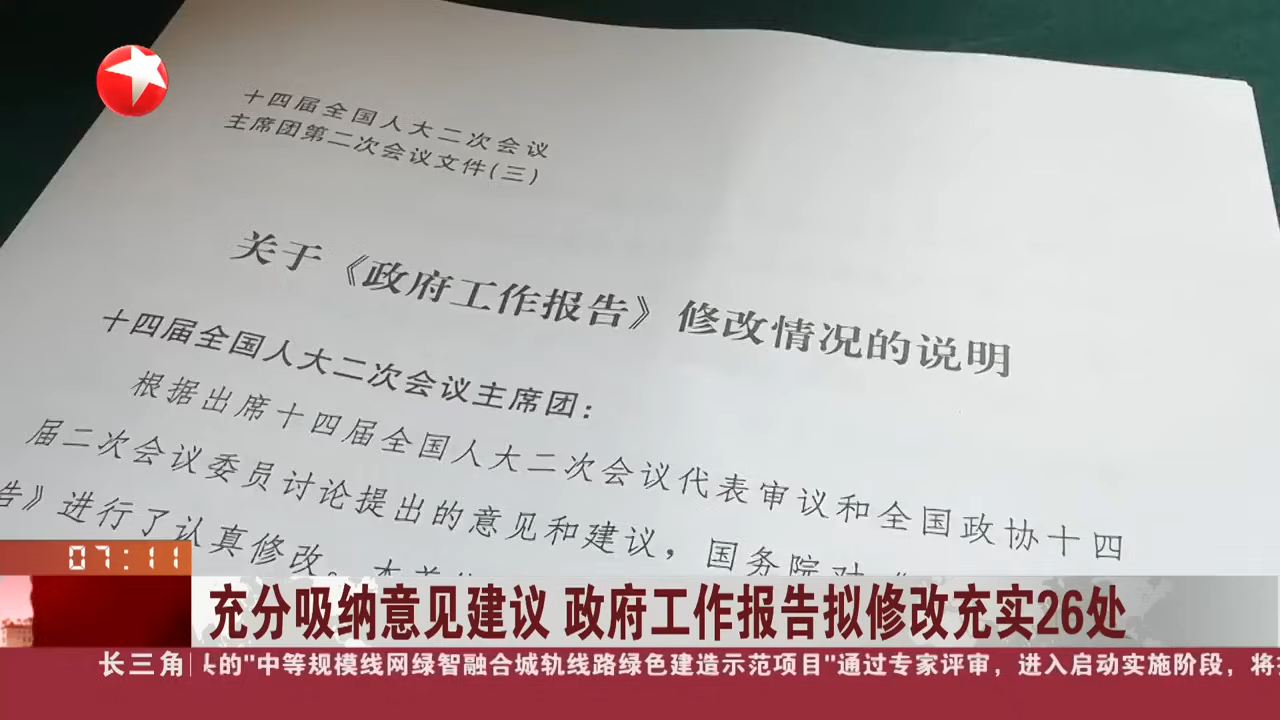 十四届全国人大二次会议
主席团第二次会议文件(三)
关于《政府工作报告》修改情况的说明
十四届全国人大二次会议主席团：
根据出席十四届全国人大二次会议代表审议和全国政协十四
届二次会议委员讨论提出的意见和建议，国务院对
告》进行了认真修改。本着
07:11
充分吸纳意见建议 政府工作报告拟修改充实26处
长三角 的"中等规模线网绿智融合城轨线路绿色建造示范项目"通过专家评审，进入启动实施阶段，将